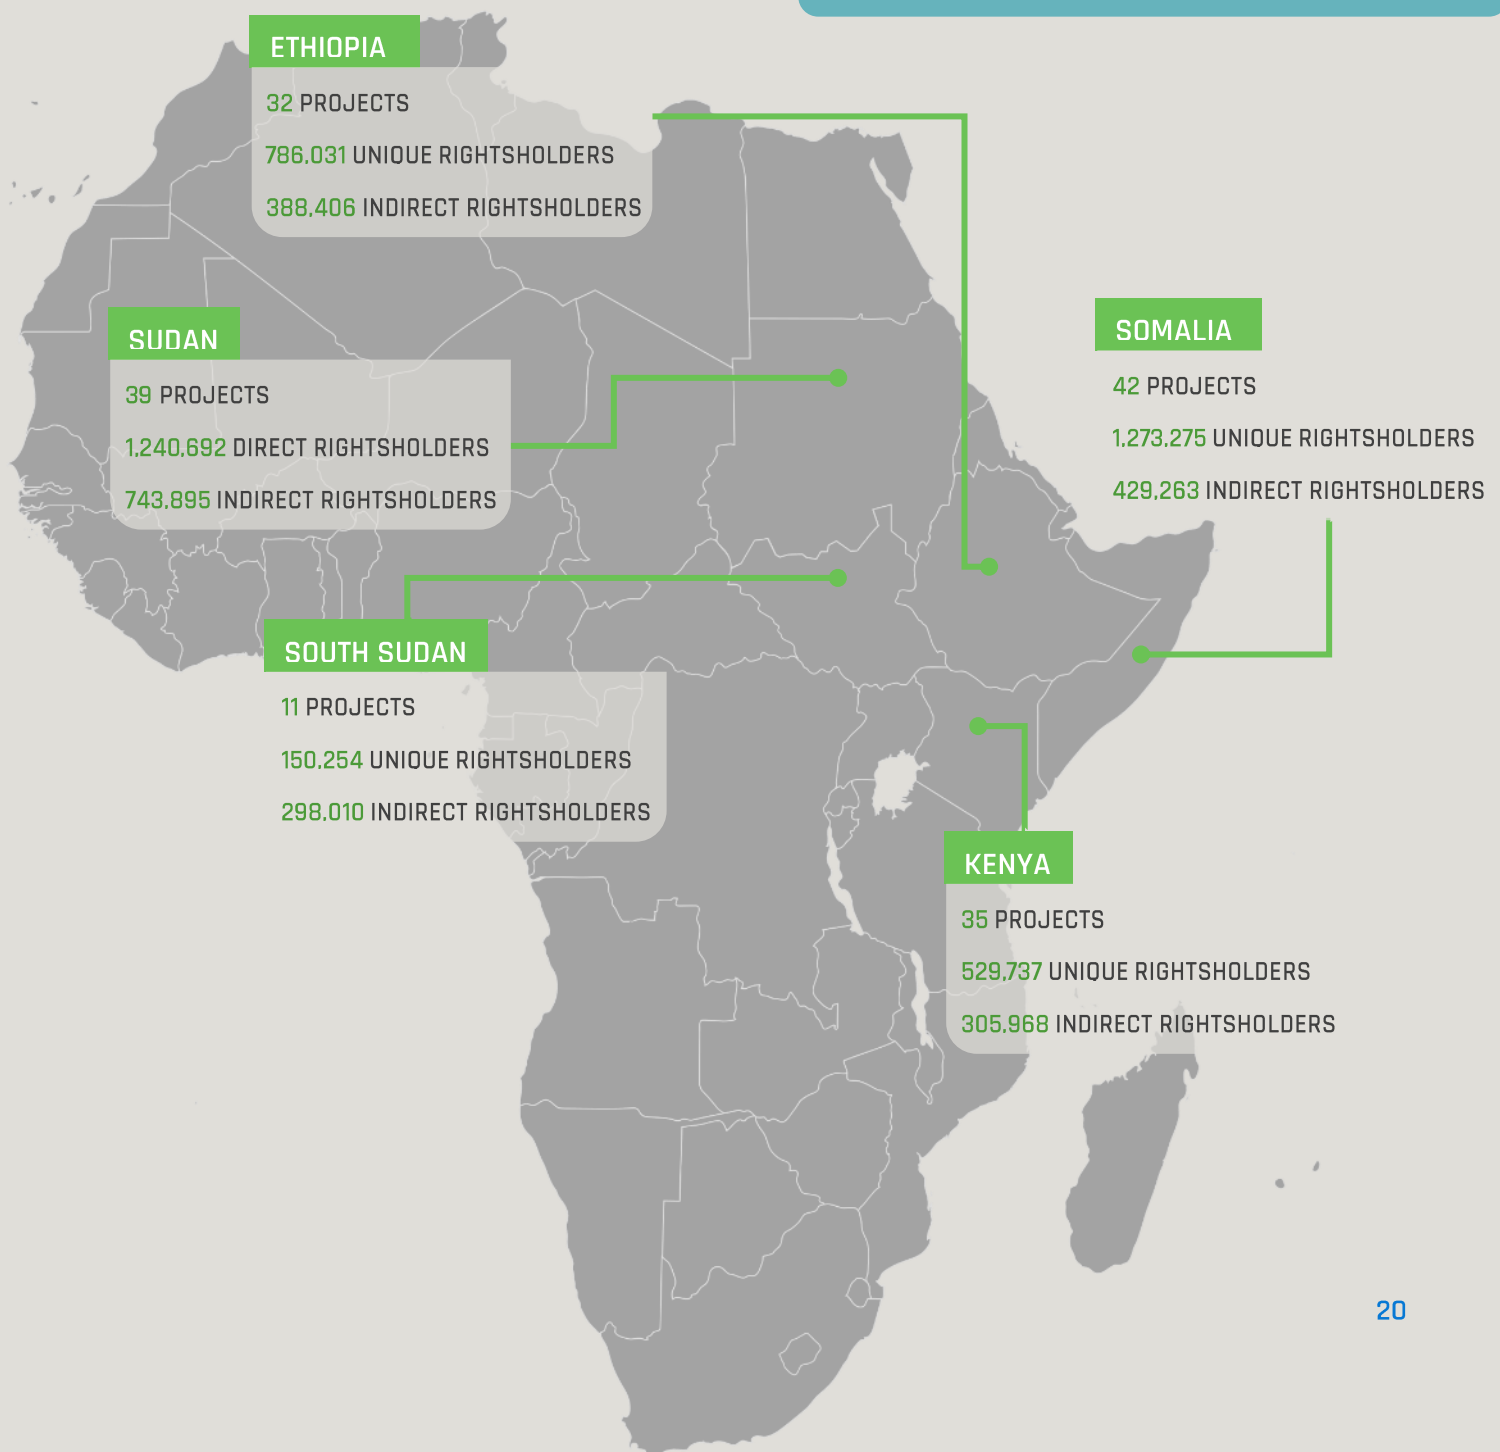 ETHIOPIA
32 PROJECTS
786,031 UNIQUE RIGHTSHOLDERS
388,406 INDIRECT RIGHTSHOLDERS
SUDAN
39 PROJECTS
1,240,692 DIRECT RIGHTSHOLDERS
743,895 INDIRECT RIGHTSHOLDERS
SOMALIA
42 PROJECTS
1,273,275 UNIQUE RIGHTSHOLDERS
429,263 INDIRECT RIGHTSHOLDERS
SOUTH SUDAN
11 PROJECTS
150,254 UNIQUE RIGHTSHOLDERS
298,010 INDIRECT RIGHTSHOLDERS
KENYA
35 PROJECTS
529,737 UNIQUE RIGHTSHOLDERS
305,968 INDIRECT RIGHTSHOLDERS
20